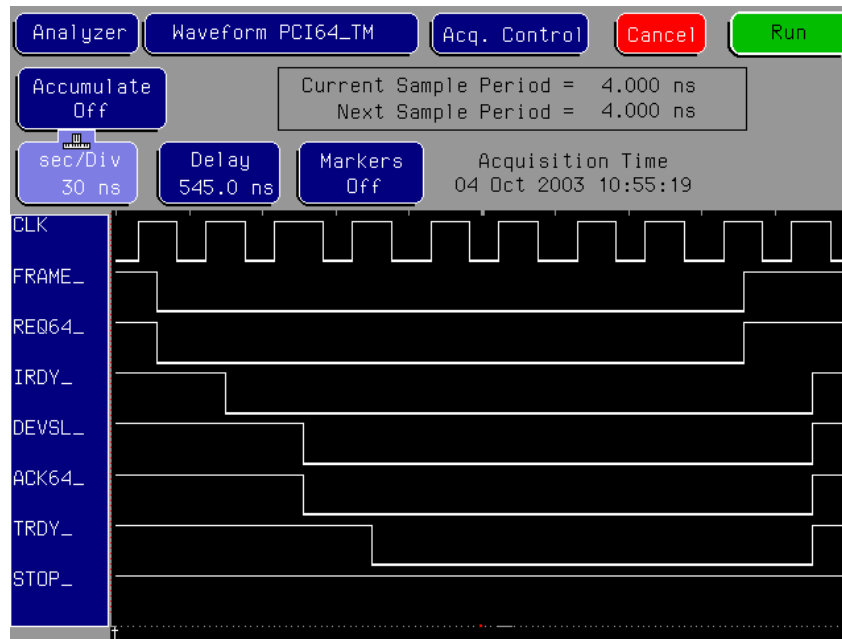 Analyzer
Waveform PCI64_TM
Acq. Control
Cancel
Run
Accumulate
Off
Current Sample Period = 4.000 ns
Next Sample Period = 4.000 ns
sec/Div
30 ns
Delay
545.0 ns
Markers
Off
Acquisition Time
04 Oct 2003 10:55:19
CLK
FRAME_
REQ64_
IRDY_
DEVSL_
ACK64_
TRDY_
STOP_